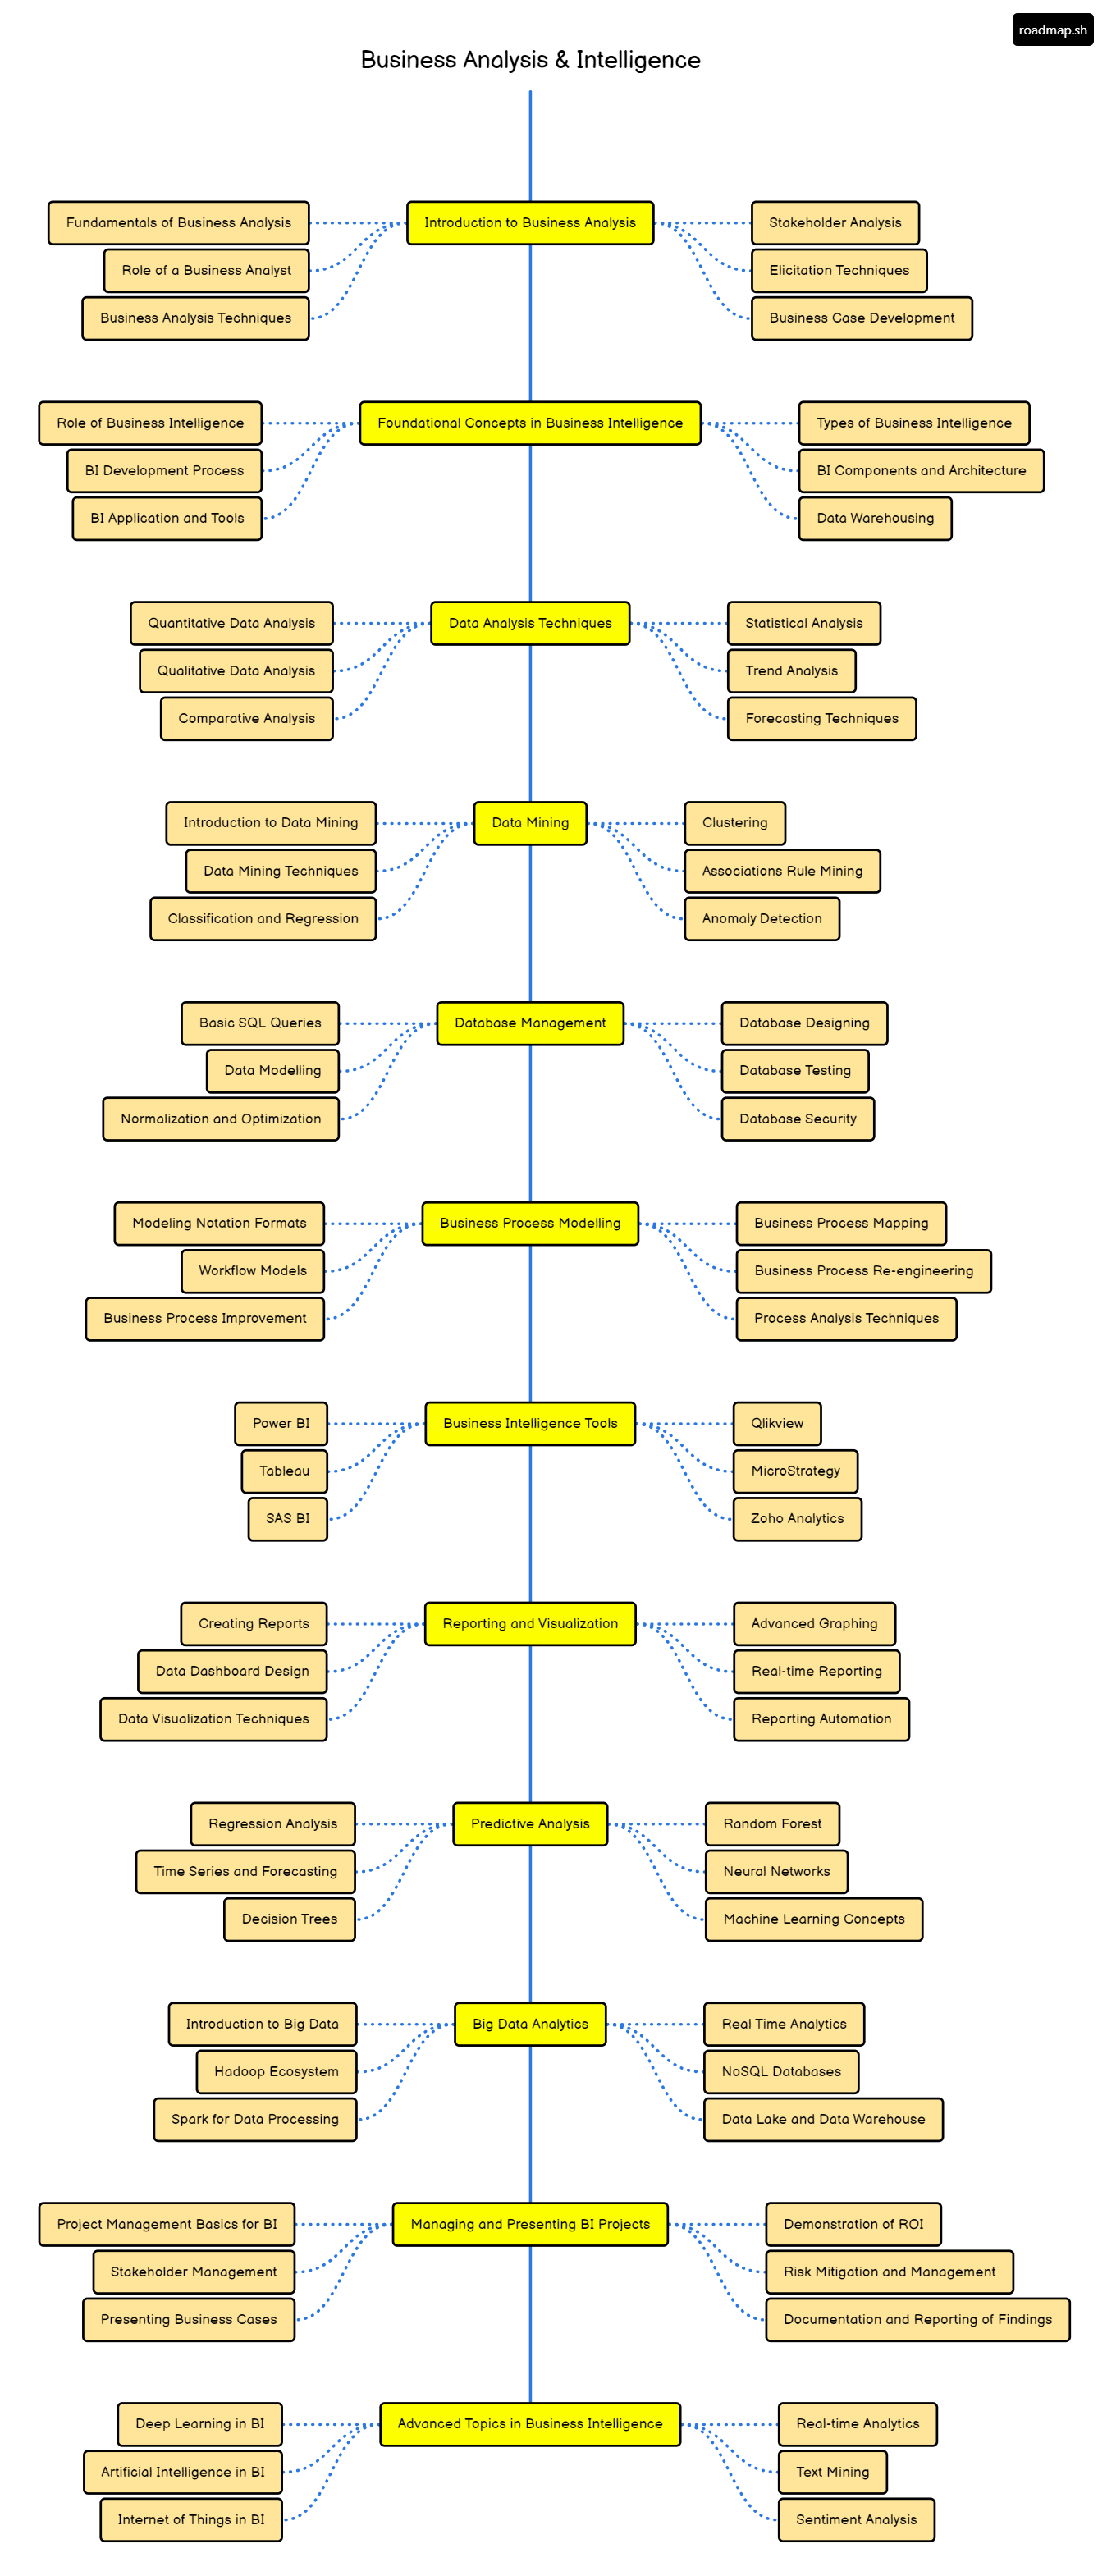 roadmap.sh
Business Analysis & Intelligence
Fundamentals of Business Analysis
Role of a Business Analyst
Business Analysis Techniques
Introduction to Business Analysis
Stakeholder Analysis
Elicitation Techniques
Business Case Development
Role of Business Intelligence
BI Development Process
BI Application and Tools
Foundational Concepts in Business Intelligence
Types of Business Intelligence
BI Components and Architecture
Data Warehousing
Quantitative Data Analysis
Qualitative Data Analysis
Comparative Analysis
Data Analysis Techniques
Statistical Analysis
Trend Analysis
Forecasting Techniques
Introduction to Data Mining
Data Mining Techniques
Classification and Regression
Data Mining
Clustering
Associations Rule Mining
Anomaly Detection
Basic SQL Queries
Data Modelling
Normalization and Optimization
Database Management
Database Designing
Database Testing
Database Security
Modeling Notation Formats
Workflow Models
Business Process Improvement
Business Process Modelling
Business Process Mapping
Business Process Re-engineering
Process Analysis Techniques
Power BI
Tableau
SAS BI
Business Intelligence Tools
Qlikview
MicroStrategy
Zoho Analytics
Creating Reports
Data Dashboard Design
Data Visualization Techniques
Reporting and Visualization
Advanced Graphing
Real-time Reporting
Reporting Automation
Regression Analysis
Time Series and Forecasting
Decision Trees
Predictive Analysis
Random Forest
Neural Networks
Machine Learning Concepts
Introduction to Big Data
Hadoop Ecosystem
Spark for Data Processing
Big Data Analytics
Real Time Analytics
NoSQL Databases
Data Lake and Data Warehouse
Project Management Basics for BI
Stakeholder Management
Presenting Business Cases
Managing and Presenting BI Projects
Demonstration of ROI
Risk Mitigation and Management
Documentation and Reporting of Findings
Deep Learning in BI
Artificial Intelligence in BI
Internet of Things in BI
Advanced Topics in Business Intelligence
Real-time Analytics
Text Mining
Sentiment Analysis